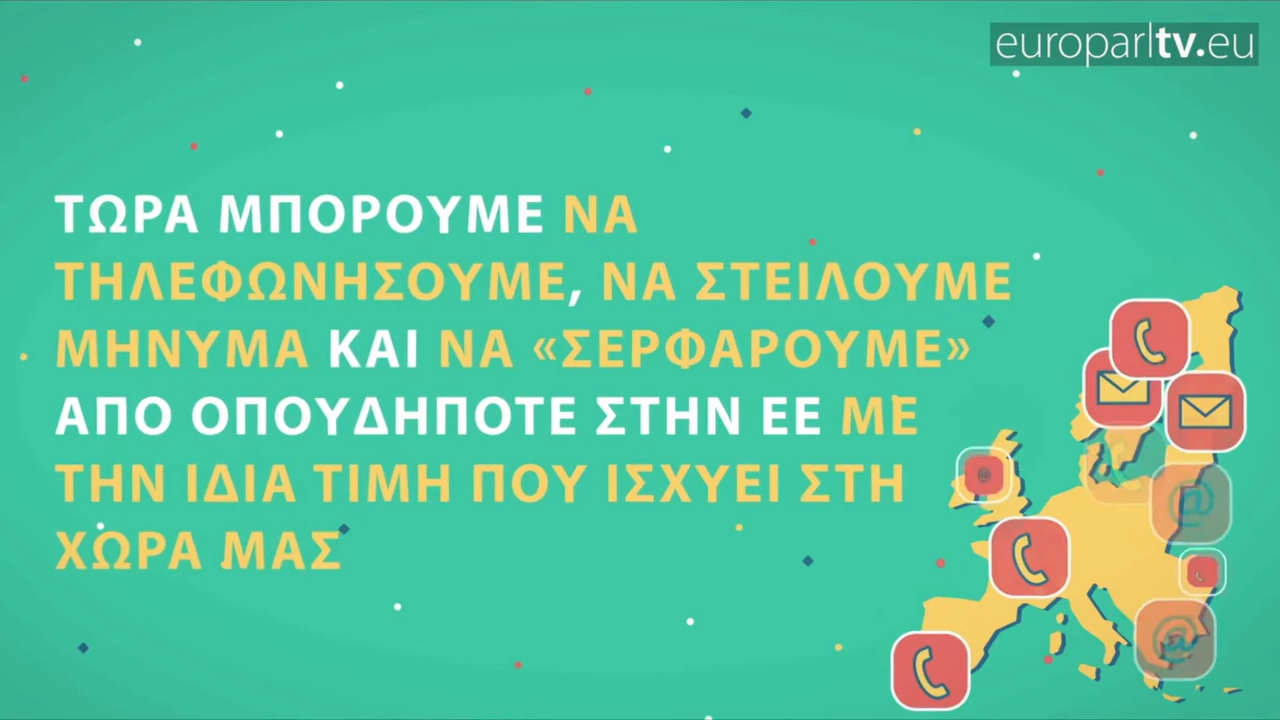 europarltv.eu
ΤΩΡΑ ΜΠΟΡΟΥΜΕ ΝΑ
ΤΗΛΕΦΩΝΗΣΟΥΜΕ, ΝΑ ΣΤΕΙΛΟΥΜΕ
ΜΗΝΥΜΑ ΚΑΙ ΝΑ «ΣΕΡΦΑΡΟΥΜΕ»
ΑΠΟ ΟΠΟΥΔΗΠΟΤΕ ΣΤΗΝ ΕΕ ΜΕ
ΤΗΝ ΙΔΙΑ ΤΙΜΗ ΠΟΥ ΙΣΧΥΕΙ ΣΤΗ
ΧΩΡΑ ΜΑΣ